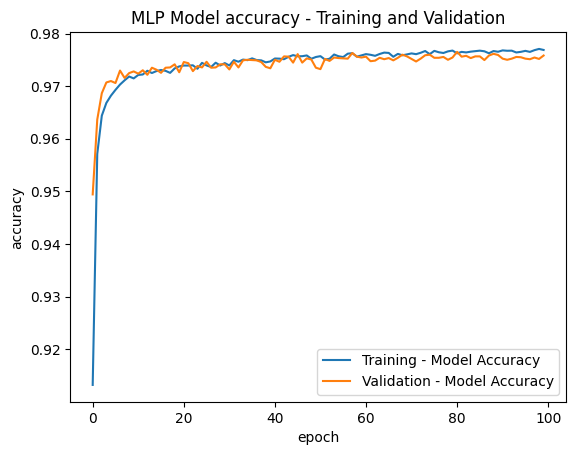 MLP Model accuracy - Training and Validation
0.98
0.97
0.96
0.95
0.94
0.93
0.92
accuracy
0 20 40 60 80 100
epoch
Training - Model Accuracy
Validation - Model Accuracy